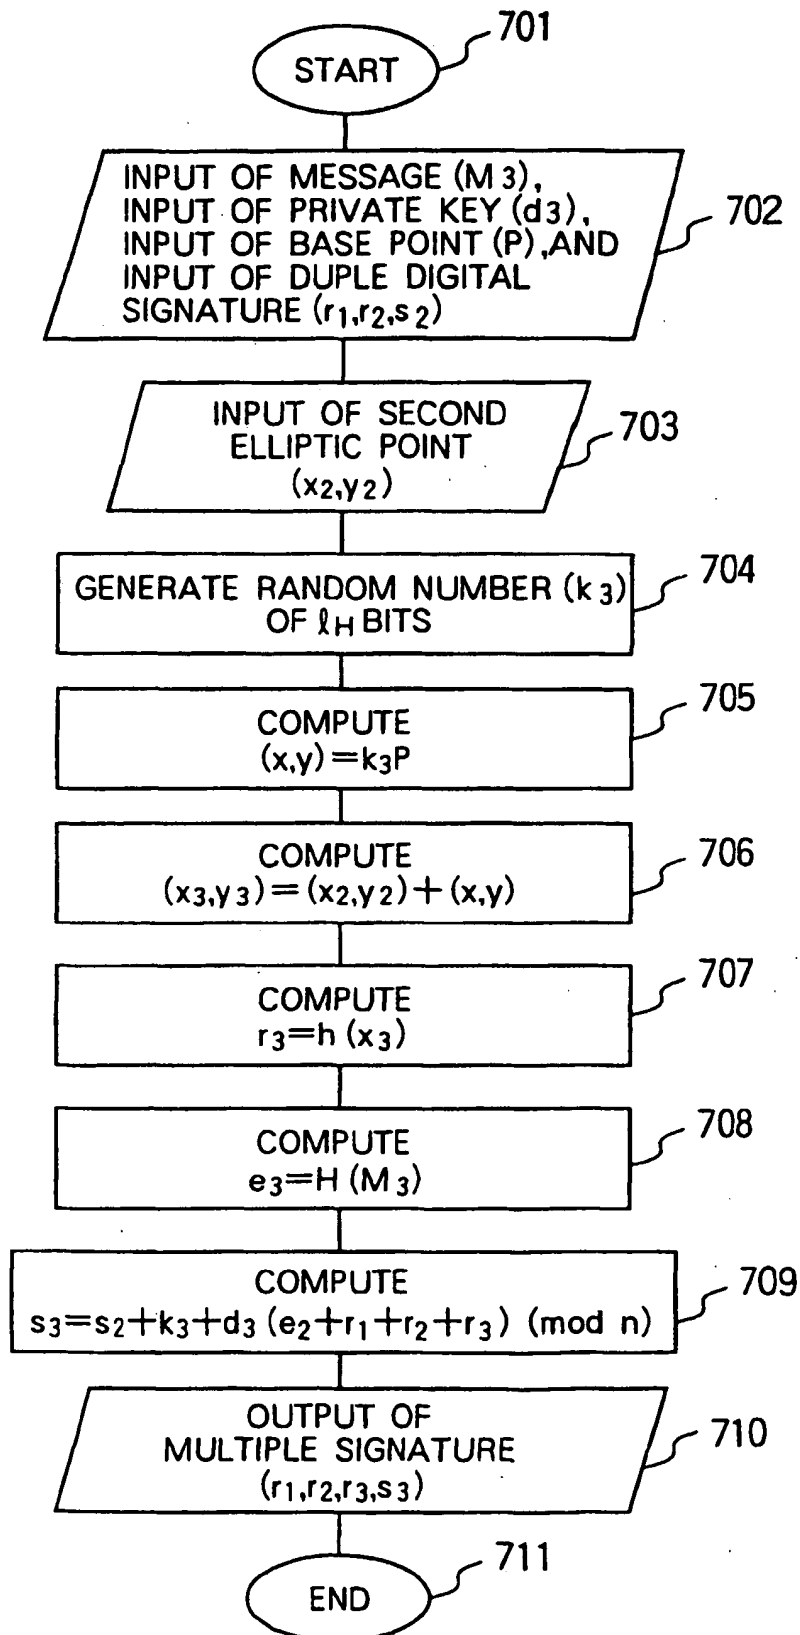 701
START
INPUT OF MESSAGE (M3),
INPUT OF PRIVATE KEY (d3),
INPUT OF BASE POINT (P), AND
INPUT OF DUPLE DIGITAL
SIGNATURE (r1,r2,s2)
702
INPUT OF SECOND
ELLIPTIC POINT
(x2,y2)
703
GENERATE RANDOM NUMBER (k3)
OF ℓH BITS
704
COMPUTE
(x,y)=k3P
705
COMPUTE
(x3,y3)=(x2,y2)+(x,y)
706
COMPUTE
r3=h(x3)
707
COMPUTE
e3=H(M3)
708
COMPUTE
s3=s2+k3+d3(e2+r1+r2+r3) (mod n)
709
OUTPUT OF
MULTIPLE SIGNATURE
(r1,r2,r3,s3)
710
END
711